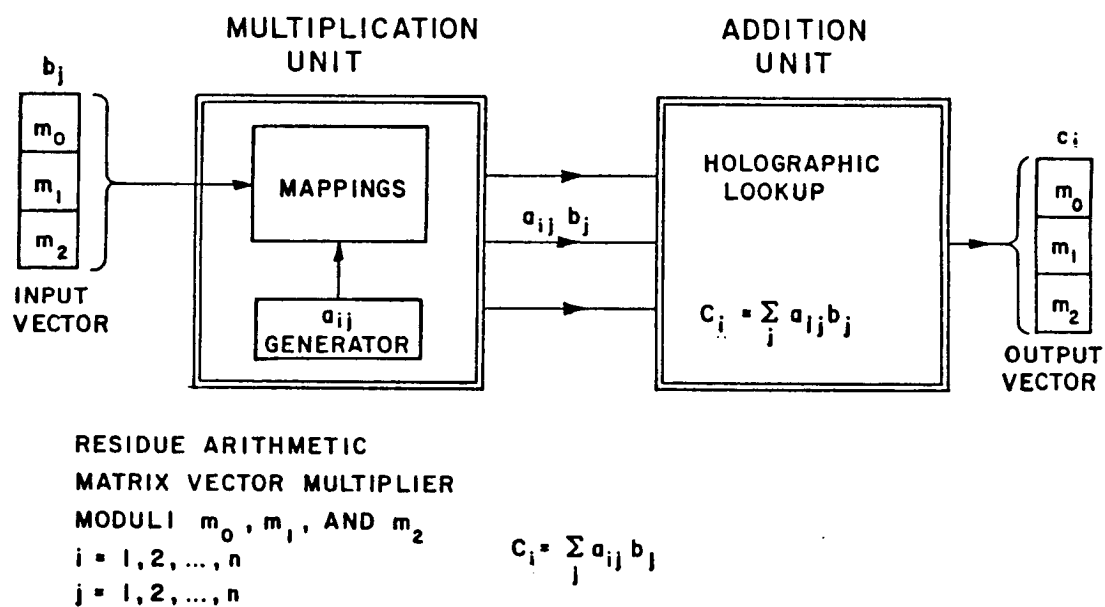 MULTIPLICATION
UNIT
ADDITION
UNIT
b_j
m_0
m_1
m_2
INPUT
VECTOR
MAPPINGS
a_ij
GENERATOR
a_ij b_j
HOLOGRAPHIC
LOOKUP
C_i = ∑_j a_ij b_j
c_i
m_0
m_1
m_2
OUTPUT
VECTOR
RESIDUE ARITHMETIC
MATRIX VECTOR MULTIPLIER
MODULI m_0, m_1, AND m_2
i = 1, 2, ..., n
j = 1, 2, ..., n
C_i = ∑_j a_ij b_j